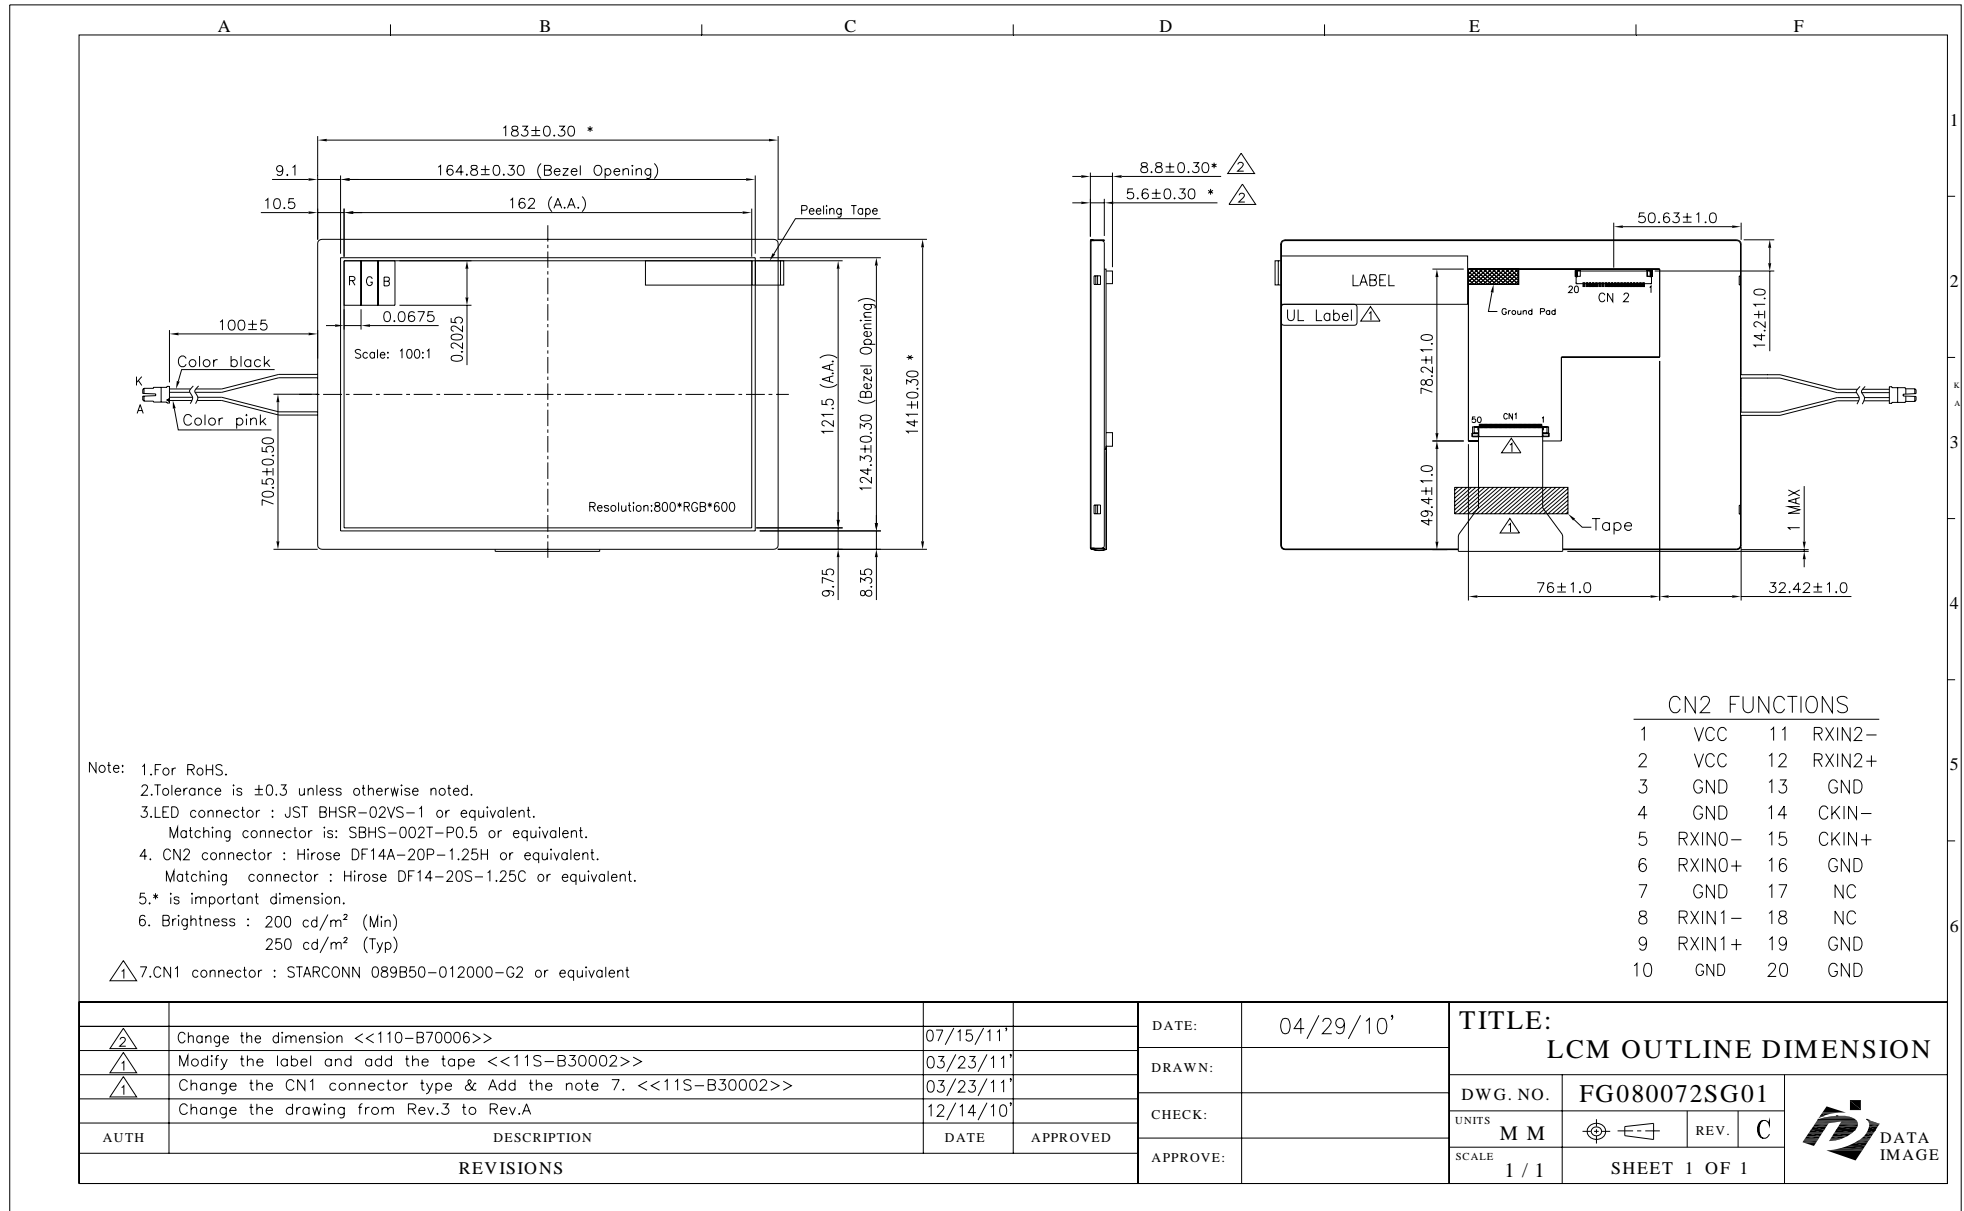 A B C D E F
1
2
3
4
5
6
183±0.30 *
9.1
164.8±0.30 (Bezel Opening)
10.5
162 (A.A.)
Peeling Tape
R G B
0.0675
0.2025
Scale: 100:1
100±5
Color black
K
A
Color pink
70.5±0.50
121.5 (A.A.)
124.3±0.30 (Bezel Opening)
141±0.30 *
Resolution:800*RGB*600
9.75
8.35
8.8±0.30* 2
5.6±0.30 * 2
50.63±1.0
LABEL
UL Label 1
Ground Pad
20 CN 2 1
14.2±1.0
78.2±1.0
50 CN1 1
1
49.4±1.0
1
Tape
1 MAX
76±1.0
32.42±1.0
K
A
CN2 FUNCTIONS
1 VCC 11 RXIN2-
2 VCC 12 RXIN2+
3 GND 13 GND
4 GND 14 CKIN-
5 RXIN0- 15 CKIN+
6 RXIN0+ 16 GND
7 GND 17 NC
8 RXIN1- 18 NC
9 RXIN1+ 19 GND
10 GND 20 GND
Note: 1.For RoHS.
2.Tolerance is ±0.3 unless otherwise noted.
3.LED connector : JST BHSR-02VS-1 or equivalent.
Matching connector is: SBHS-002T-P0.5 or equivalent.
4. CN2 connector : Hirose DF14A-20P-1.25H or equivalent.
Matching connector : Hirose DF14-20S-1.25C or equivalent.
5.* is important dimension.
6. Brightness : 200 cd/m² (Min)
250 cd/m² (Typ)
1 7.CN1 connector : STARCONN 089B50-012000-G2 or equivalent
2 Change the dimension <<110-B70006>> 07/15/11'
1 Modify the label and add the tape <<11S-B30002>> 03/23/11'
1 Change the CN1 connector type & Add the note 7. <<11S-B30002>> 03/23/11'
Change the drawing from Rev.3 to Rev.A 12/14/10'
AUTH DESCRIPTION DATE APPROVED
REVISIONS
DATE: 04/29/10'
DRAWN:
CHECK:
APPROVE:
TITLE:
LCM OUTLINE DIMENSION
DWG. NO. FG080072SG01
UNITS MM REV. C
SCALE 1 / 1 SHEET 1 OF 1
DATA
IMAGE